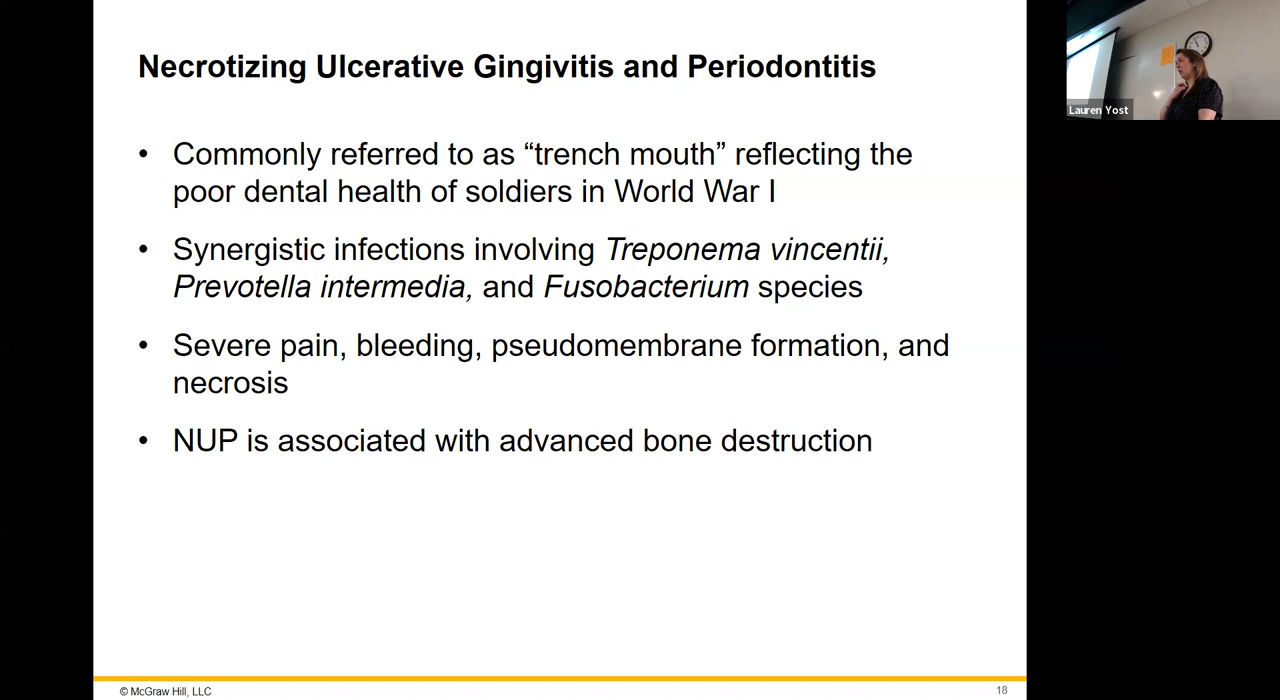 Necrotizing Ulcerative Gingivitis and Periodontitis
• Commonly referred to as “trench mouth” reflecting the
poor dental health of soldiers in World War I
• Synergistic infections involving Treponema vincentii,
Prevotella intermedia, and Fusobacterium species
• Severe pain, bleeding, pseudomembrane formation, and
necrosis
• NUP is associated with advanced bone destruction
© McGraw Hill, LLC
18
Lauren Yost